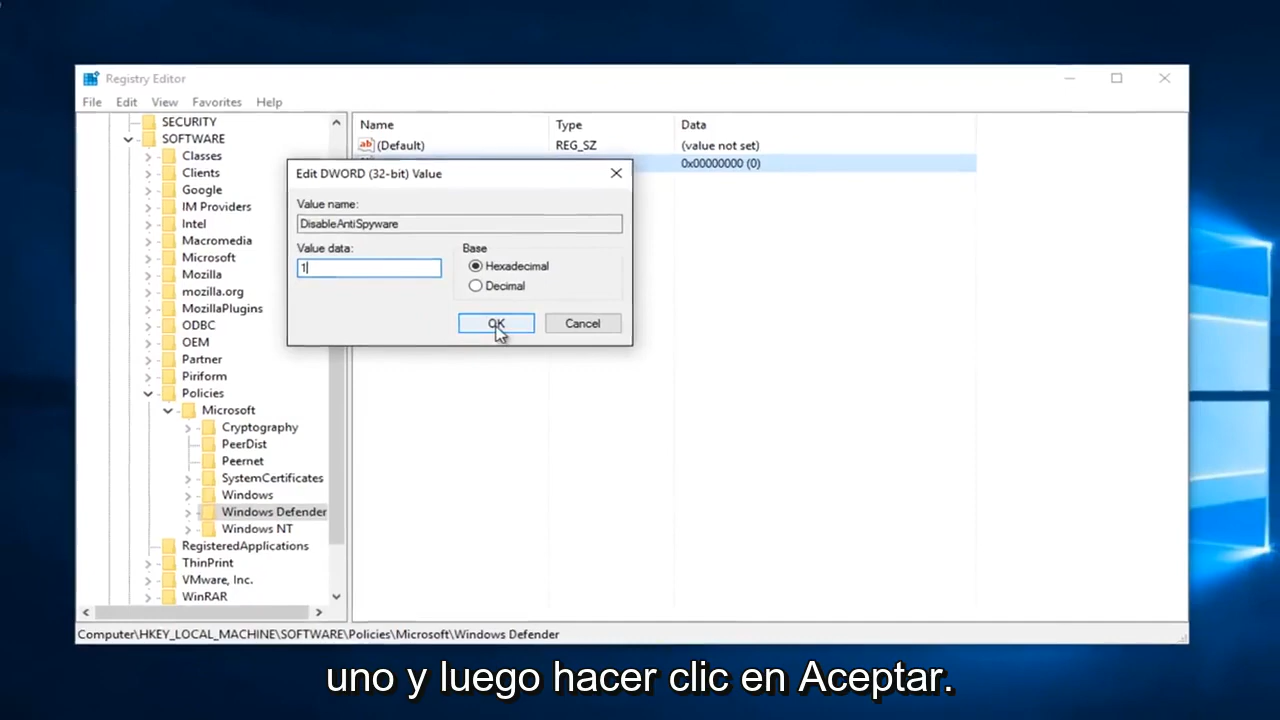 Registry Editor
File Edit View Favorites Help
SECURITY
SOFTWARE
Classes
Clients
Google
IM Providers
Intel
Macromedia
Microsoft
Mozilla
mozilla.org
MozillaPlugins
ODBC
OEM
Partner
Piriform
Policies
Microsoft
Cryptography
PeerDist
Peernet
SystemCertificates
Windows
Windows Defender
Windows NT
RegisteredApplications
ThinPrint
VMware, Inc.
WinRAR
Name Type Data
ab (Default) REG_SZ (value not set)
0x00000000 (0)
Edit DWORD (32-bit) Value
Value name:
DisableAntiSpyware
Value data:
1
Base
Hexadecimal
Decimal
OK Cancel
Computer\HKEY_LOCAL_MACHINE\SOFTWARE\Policies\Microsoft\Windows Defender
uno y luego hacer clic en Aceptar.